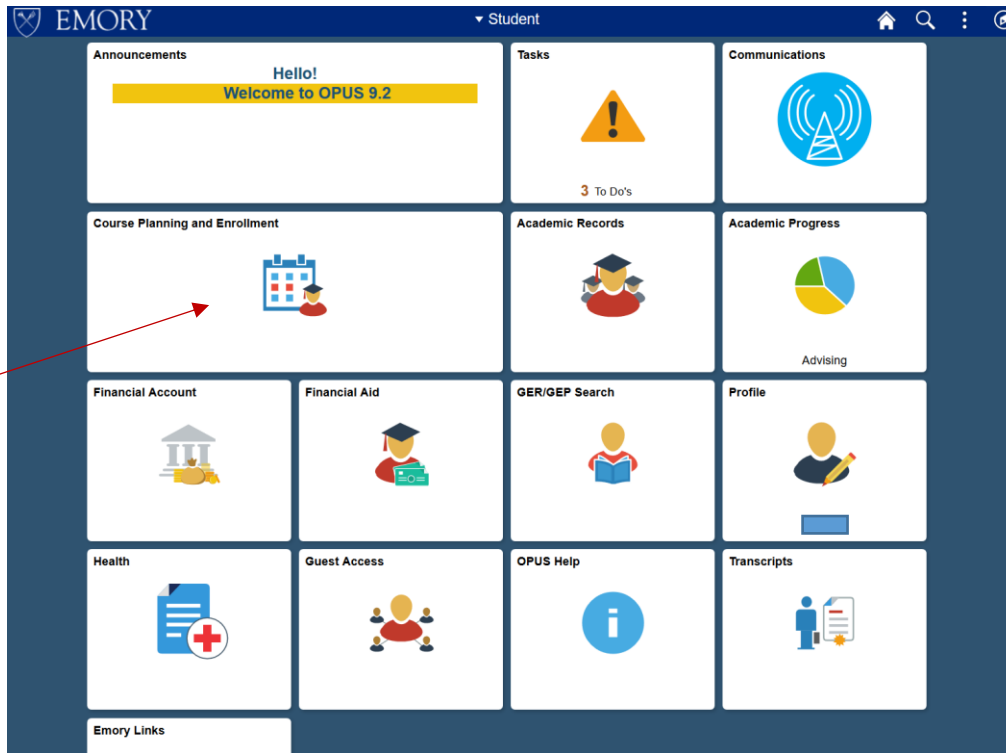 EMORY
Student
Announcements
Hello!
Welcome to OPUS 9.2
Tasks
3 To Do's
Communications
Course Planning and Enrollment
Academic Records
Academic Progress
Advising
Financial Account
Financial Aid
GER/GEP Search
Profile
Health
Guest Access
OPUS Help
i
Transcripts
Emory Links